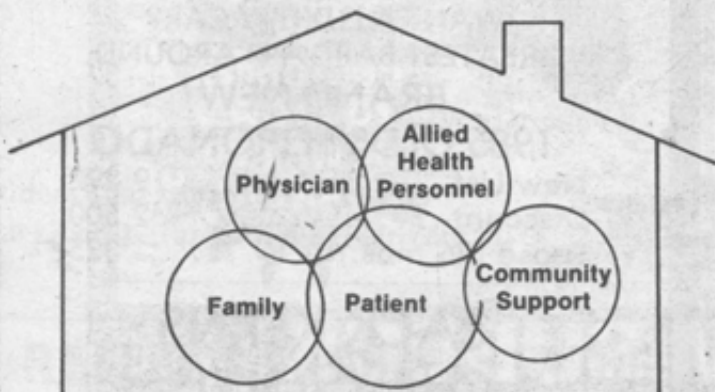 Physician
Allied
Health
Personnel
Family
Patient
Community
Support